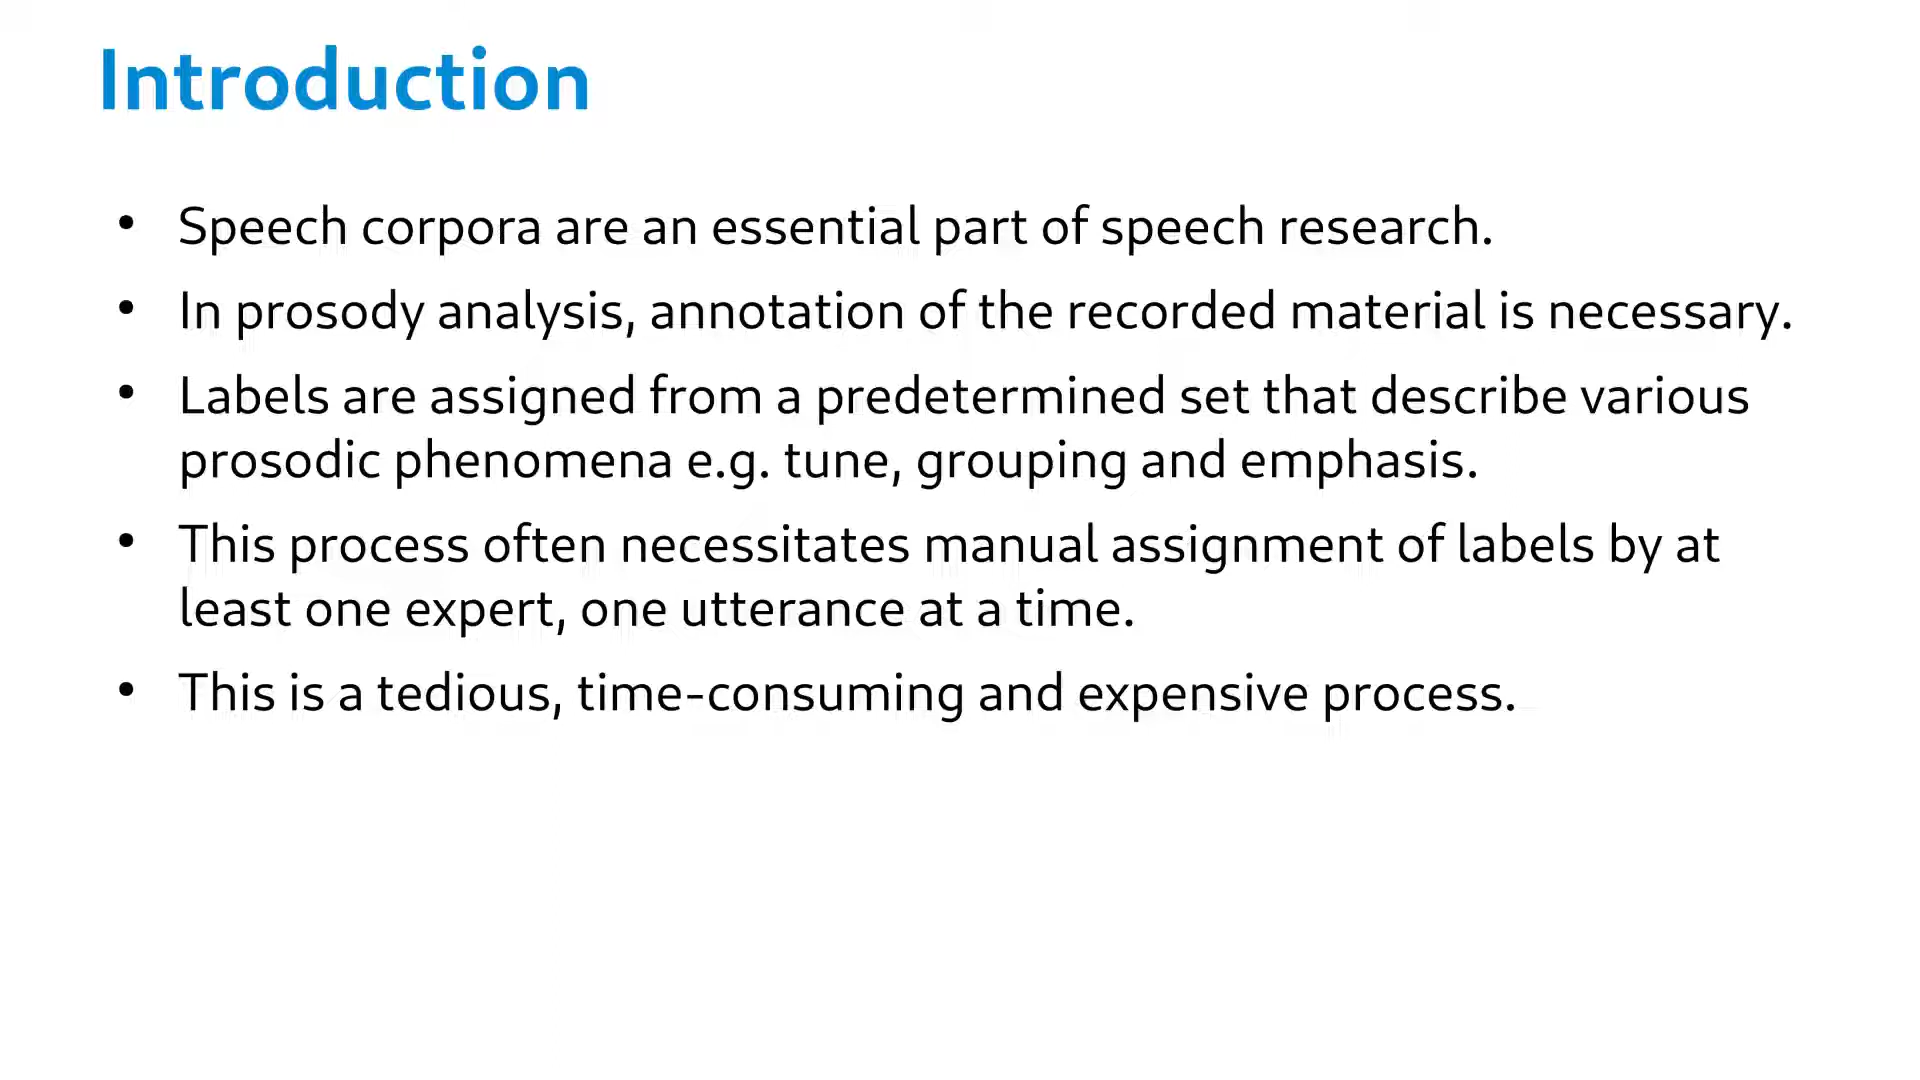 Introduction
• Speech corpora are an essential part of speech research.
• In prosody analysis, annotation of the recorded material is necessary.
• Labels are assigned from a predetermined set that describe various
prosodic phenomena e.g. tune, grouping and emphasis.
• This process often necessitates manual assignment of labels by at
least one expert, one utterance at a time.
• This is a tedious, time-consuming and expensive process.